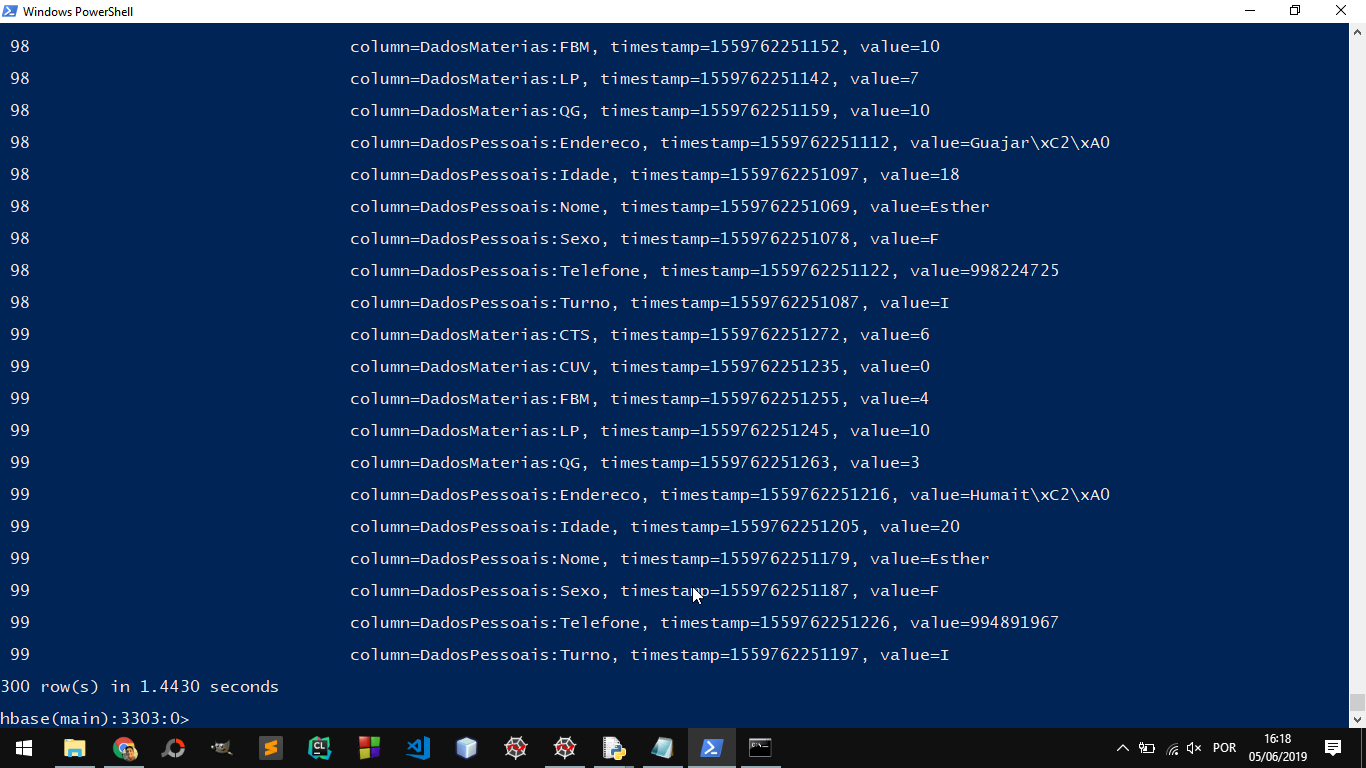 Windows PowerShell
98 column=DadosMaterias:FBM, timestamp=1559762251152, value=10
98 column=DadosMaterias:LP, timestamp=1559762251142, value=7
98 column=DadosMaterias:QG, timestamp=1559762251159, value=10
98 column=DadosPessoais:Endereco, timestamp=1559762251112, value=Guajar\xC2\xA0
98 column=DadosPessoais:Idade, timestamp=1559762251097, value=18
98 column=DadosPessoais:Nome, timestamp=1559762251069, value=Esther
98 column=DadosPessoais:Sexo, timestamp=1559762251078, value=F
98 column=DadosPessoais:Telefone, timestamp=1559762251122, value=998224725
98 column=DadosPessoais:Turno, timestamp=1559762251087, value=I
99 column=DadosMaterias:CTS, timestamp=1559762251272, value=6
99 column=DadosMaterias:CUV, timestamp=1559762251235, value=0
99 column=DadosMaterias:FBM, timestamp=1559762251255, value=4
99 column=DadosMaterias:LP, timestamp=1559762251245, value=10
99 column=DadosMaterias:QG, timestamp=1559762251263, value=3
99 column=DadosPessoais:Endereco, timestamp=1559762251216, value=Humait\xC2\xA0
99 column=DadosPessoais:Idade, timestamp=1559762251205, value=20
99 column=DadosPessoais:Nome, timestamp=1559762251179, value=Esther
99 column=DadosPessoais:Sexo, timestamp=1559762251187, value=F
99 column=DadosPessoais:Telefone, timestamp=1559762251226, value=994891967
99 column=DadosPessoais:Turno, timestamp=1559762251197, value=I
300 row(s) in 1.4430 seconds
hbase(main):3303:0>
CL
POR
16:18
05/06/2019